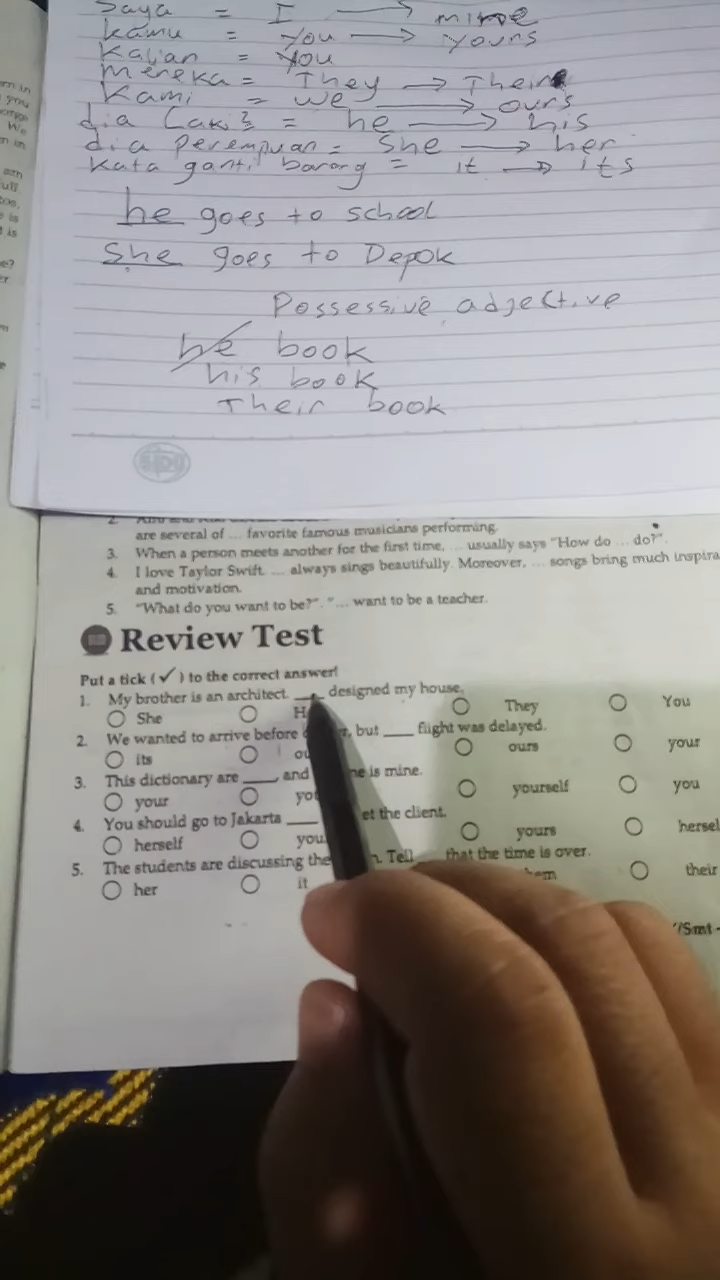 Saya = I → mine
Kamu = You → yours
Kalian = You
Mereka = They → Their
Kami = we → ours
dia Laki2 = he → his
dia Perempuan = She → her
Kata ganti barang = it → its
he goes to school
She goes to Depok
Possessive adjective
he book
his book
Their book
are several of ... favorite famous musicians performing.
3. When a person meets another for the first time, ... usually says "How do ... do?".
4. I love Taylor Swift. ... always sings beautifully. Moreover, ... songs bring much inspira
and motivation.
5. "What do you want to be?". "... want to be a teacher.
Review Test
Put a tick (✓) to the correct answer!
1. My brother is an architect. ___ designed my house.
She They You
2. We wanted to arrive before , but ___ flight was delayed.
its ours your
3. This dictionary are ___, and is mine.
your yourself you
4. You should go to Jakarta ___ et the client.
herself you yours hersel
5. The students are discussing the . Tell that the time is over.
her it their